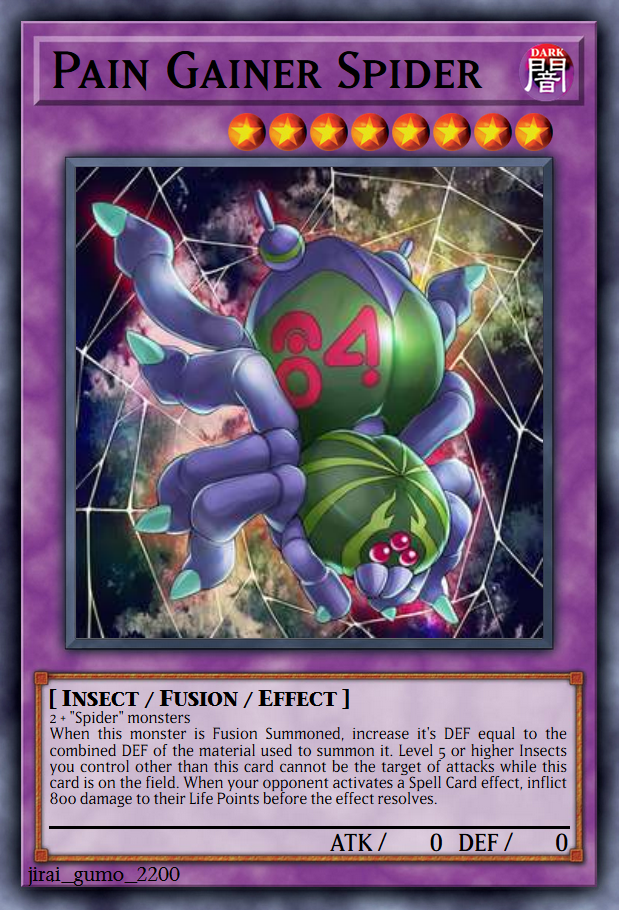 PAIN GAINER SPIDER
DARK
闇
64
[ INSECT / FUSION / EFFECT ]
2 + "Spider" monsters
When this monster is Fusion Summoned, increase it's DEF equal to the
combined DEF of the material used to summon it. Level 5 or higher Insects
you control other than this card cannot be the target of attacks while this
card is on the field. When your opponent activates a Spell Card effect, inflict
800 damage to their Life Points before the effect resolves.
ATK / 0 DEF / 0
jirai_gumo_2200